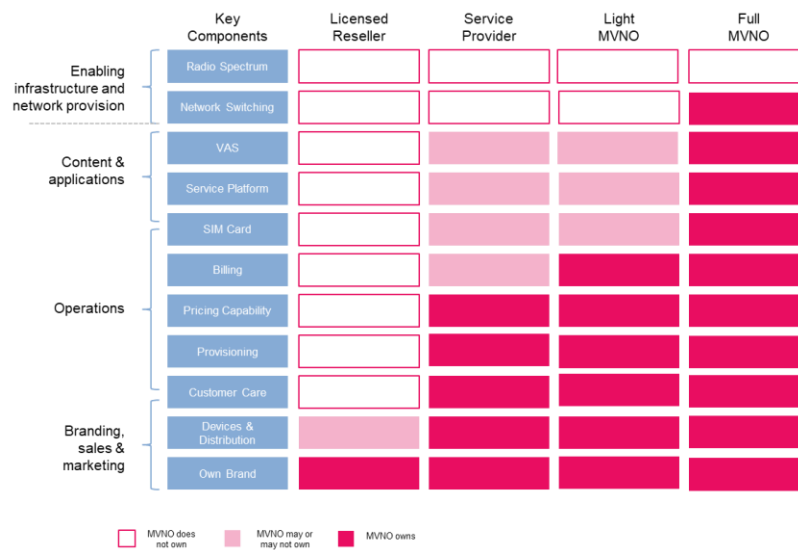 Key
Components
Licensed
Reseller
Service
Provider
Light
MVNO
Full
MVNO
Enabling
infrastructure and
network provision
Radio Spectrum
Network Switching
Content &
applications
VAS
Service Platform
SIM Card
Operations
Billing
Pricing Capability
Provisioning
Customer Care
Branding,
sales &
marketing
Devices &
Distribution
Own Brand
MVNO does
not own
MVNO may or
may not own
MVNO owns